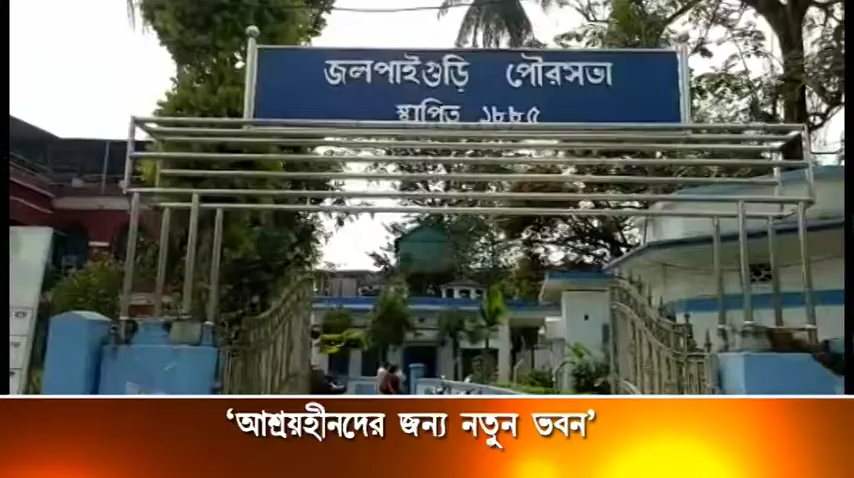 জলপাইগুড়ি পৌরসভা
স্থাপিত ১৮৮৫
‘আশ্রয়হীনদের জন্য নতুন ভবন’